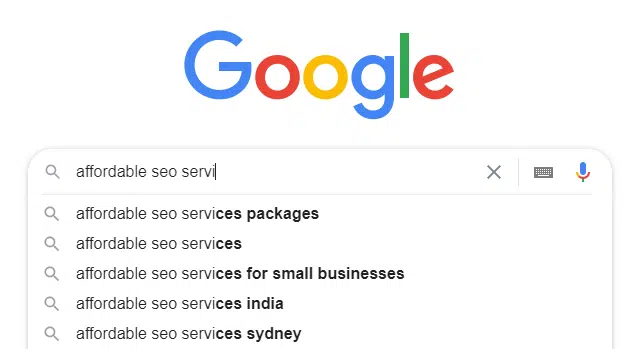 Google
affordable seo servi
affordable seo services packages
affordable seo services
affordable seo services for small businesses
affordable seo services india
affordable seo services sydney